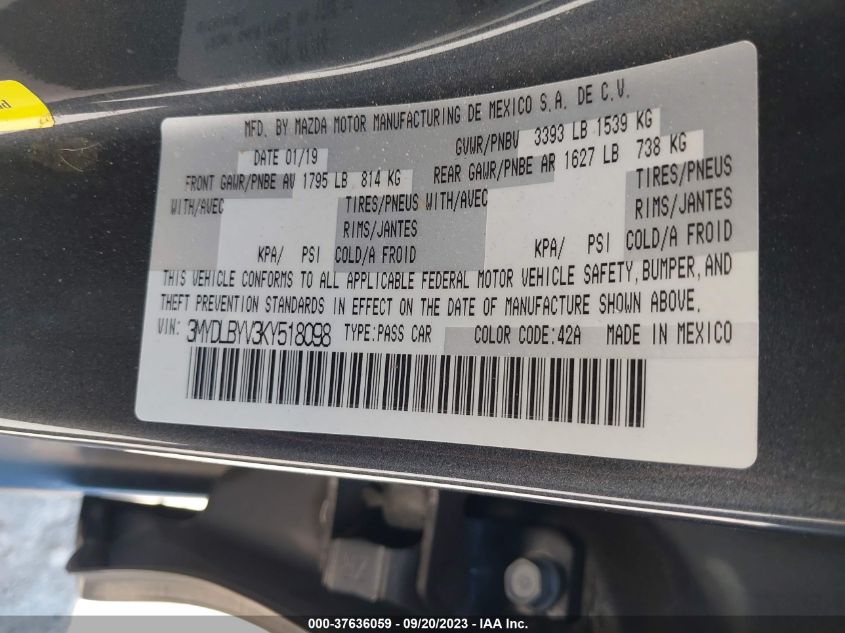 MFD. BY MAZDA MOTOR MANUFACTURING DE MEXICO S.A. DE C.V.
DATE 01/19 GVWR/PNBV 3393 LB 1539 KG
FRONT GAWR/PNBE AV 1795 LB 814 KG REAR GAWR/PNBE AR 1627 LB 738 KG
WITH/AVEC TIRES/PNEUS WITH/AVEC TIRES/PNEUS
RIMS/JANTES RIMS/JANTES
KPA/ PSI COLD/A FROID KPA/ PSI COLD/A FROID
THIS VEHICLE CONFORMS TO ALL APPLICABLE FEDERAL MOTOR VEHICLE SAFETY, BUMPER, AND
THEFT PREVENTION STANDARDS IN EFFECT ON THE DATE OF MANUFACTURE SHOWN ABOVE.
VIN: 3MYDLBYV3KY518098 TYPE:PASS CAR COLOR CODE:42A MADE IN MEXICO
000-37636059 - 09/20/2023 - IAA Inc.